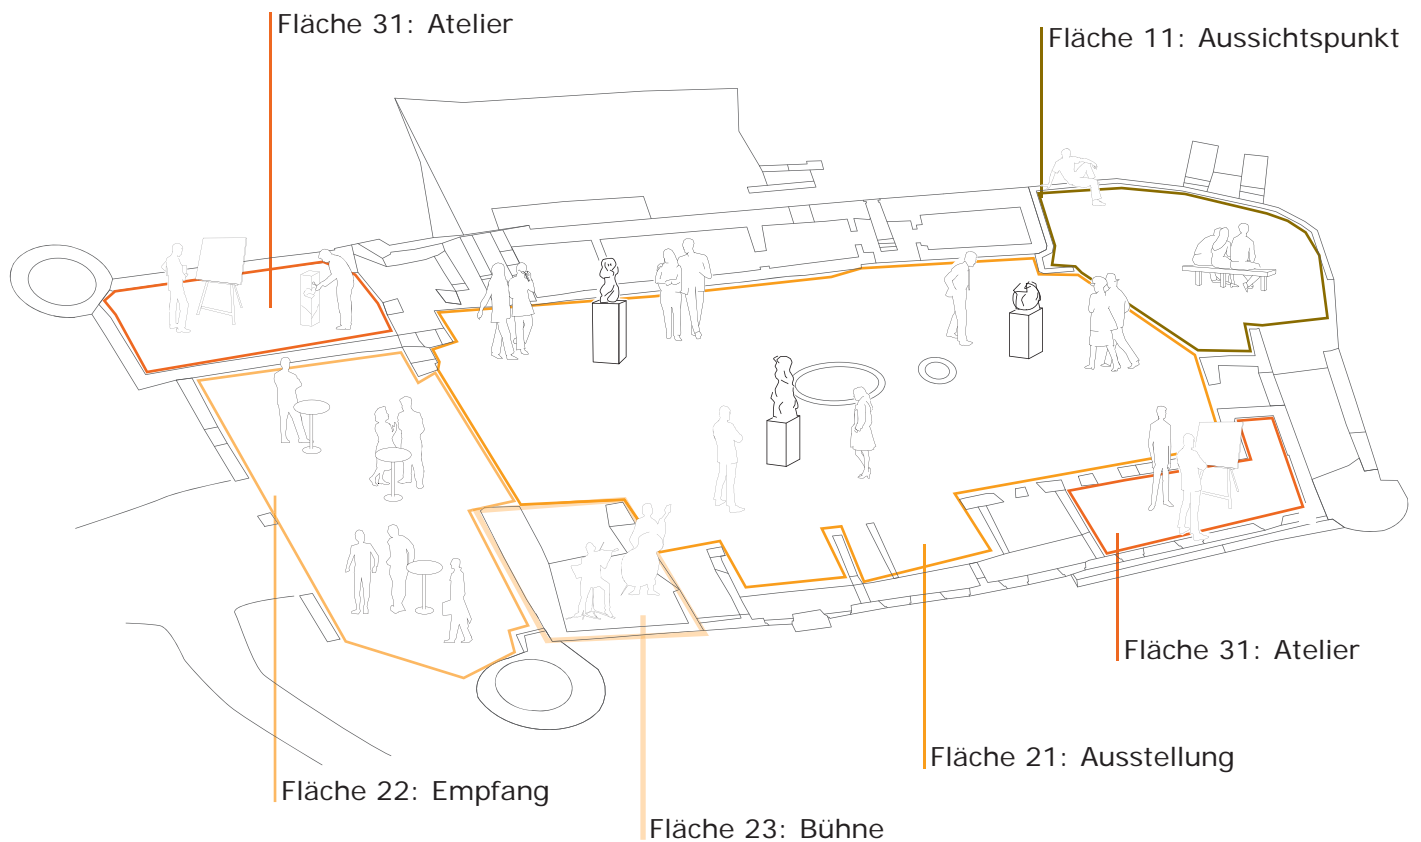 Fläche 31: Atelier
Fläche 11: Aussichtspunkt
Fläche 31: Atelier
Fläche 21: Ausstellung
Fläche 22: Empfang
Fläche 23: Bühne